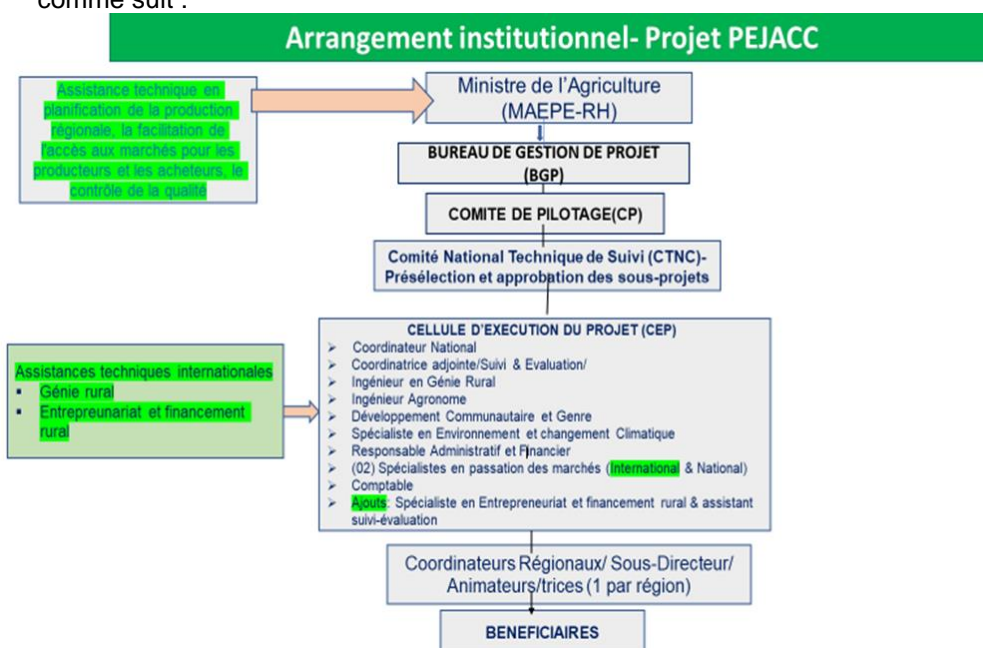 comme suit :
Arrangement institutionnel- Projet PEJACC
Assistance technique en
planification de la production
régionale, la facilitation de
l'accès aux marchés pour les
producteurs et les acheteurs, le
contrôle de la qualité
Ministre de l'Agriculture
(MAEPE-RH)
BUREAU DE GESTION DE PROJET
(BGP)
COMITE DE PILOTAGE(CP)
Comité National Technique de Suivi (CTNC)-
Présélection et approbation des sous-projets
Assistances techniques internationales
▪ Génie rural
▪ Entrepreunariat et financement
rural
CELLULE D'EXECUTION DU PROJET (CEP)
➢ Coordinateur National
➢ Coordinatrice adjointe/Suivi & Evaluation/
➢ Ingénieur en Génie Rural
➢ Ingénieur Agronome
➢ Développement Communautaire et Genre
➢ Spécialiste en Environnement et changement Climatique
➢ Responsable Administratif et Financier
➢ (02) Spécialistes en passation des marchés (International & National)
➢ Comptable
➢ Ajouts: Spécialiste en Entrepreneuriat et financement rural & assistant
suivi-évaluation
Coordinateurs Régionaux/ Sous-Directeur/
Animateurs/trices (1 par région)
BENEFICIAIRES